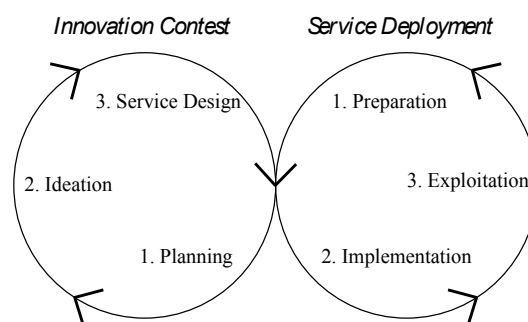 Innovation Contest
Service Deployment
3. Service Design
1. Preparation
2. Ideation
3. Exploitation
1. Planning
2. Implementation